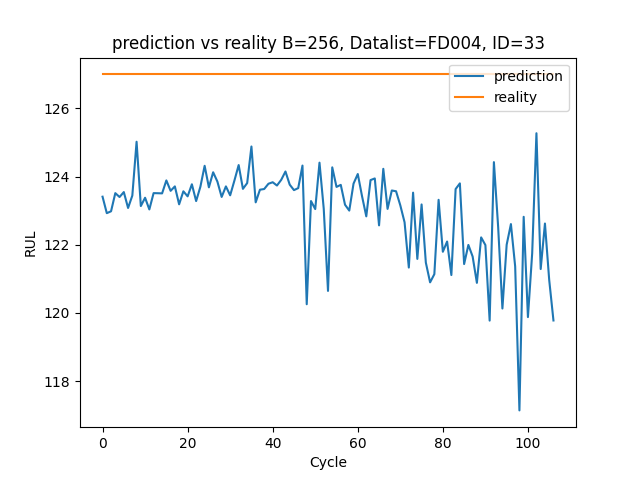 prediction vs reality B=256, Datalist=FD004, ID=33
prediction
reality
126
124
122
120
118
RUL
0 20 40 60 80 100
Cycle